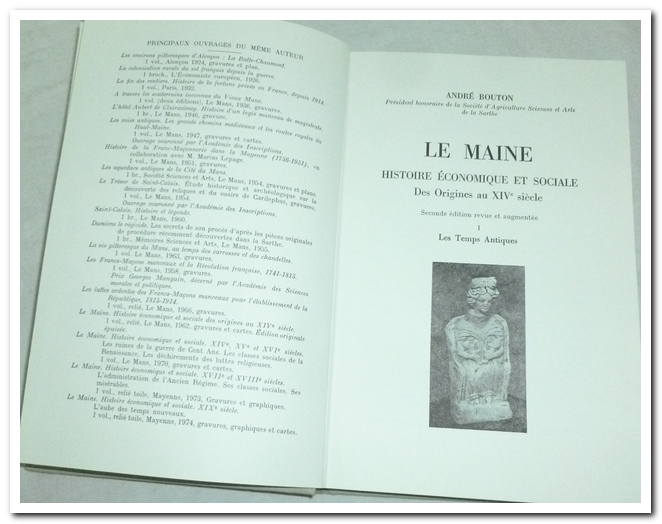 PRINCIPAUX OUVRAGES DU MÊME AUTEUR
Les environs pittoresques d'Alençon : La Butte-Chaumont.
1 vol., Alençon 1924, gravures et plan.
La colonisation rurale du sol français depuis la guerre.
1 broch., L'Économiste européen, 1926.
La fin des rentiers. Histoire de la fortune privée en France, depuis 1914.
1 vol., Paris, 1932.
A travers les souterrains inconnus du Vieux Mans.
1 vol. (deux éditions), Le Mans, 1936, gravures.
L'hôtel Aubert de Clairaulnay. Histoire d'un logis manceau de magistrats.
1 br., Le Mans, 1946, gravure.
Les voies antiques. Les grands chemins médiévaux et les routes royales du
Haut-Maine.
1 vol., Le Mans, 1947, gravures et cartes.
Ouvrage couronné par l'Académie des Inscriptions.
Histoire de la Franc-Maçonnerie dans la Mayenne (1756-1951), en
collaboration avec M. Marius Lepage.
1 vol., Le Mans, 1951, gravures.
Les aqueducs antiques de la Cité du Mans.
1 br., Société Sciences et Arts, Le Mans, 1954, gravures et plans.
Le Trésor de Saint-Calais. Étude historique et archéologique sur la
découverte des reliques et du suaire de Carilephus, gravures.
1 vol., Le Mans, 1954.
Ouvrage couronné par l'Académie des Inscriptions.
Saint-Calais. Histoire et légende.
1 br., Le Mans, 1960.
Damiens le régicide. Les secrets de son procès d'après les pièces originales
de procédure récemment découvertes dans la Sarthe.
1 br., Mémoires Sciences et Arts, Le Mans, 1955.
La vie pittoresque du Mans, au temps des carrosses et des chandelles.
1 vol. Le Mans, 1963, gravures.
Les Francs-Maçons manceaux et la Révolution française, 1741-1815.
1 vol., Le Mans, 1958, gravures.
Prix Georges Mauguin, décerné par l'Académie des Sciences
morales et politiques.
Les luttes ardentes des Francs-Maçons manceaux pour l'établissement de la
République, 1815-1914.
1 vol., relié, Le Mans, 1966, gravures.
Le Maine. Histoire économique et sociale des origines au XIVe siècle.
1 vol., relié, Le Mans, 1962, gravures et cartes. Édition originale
épuisée.
Le Maine. Histoire économique et sociale. XIVe, XVe et XVIe siècles.
Les ruines de la guerre de Cent Ans. Les classes sociales de la
Renaissance. Les déchirements des luttes religieuses.
1 vol., Le Mans, 1970, gravures et cartes.
Le Maine. Histoire économique et sociale. XVIIe et XVIIIe siècles.
L'administration de l'Ancien Régime. Ses classes sociales. Ses
misérables.
1 vol., relié toile, Mayenne, 1973, Gravures et graphiques.
Le Maine. Histoire économique et sociale. XIXe siècle.
L'aube des temps nouveaux.
1 vol., relié toile, Mayenne, 1974, gravures, graphiques et cartes.
ANDRÉ BOUTON
Président honoraire de la Société d'Agriculture Sciences et Arts
de la Sarthe
LE MAINE
HISTOIRE ÉCONOMIQUE ET SOCIALE
Des Origines au XIVe siècle
Seconde édition revue et augmentée
I
Les Temps Antiques